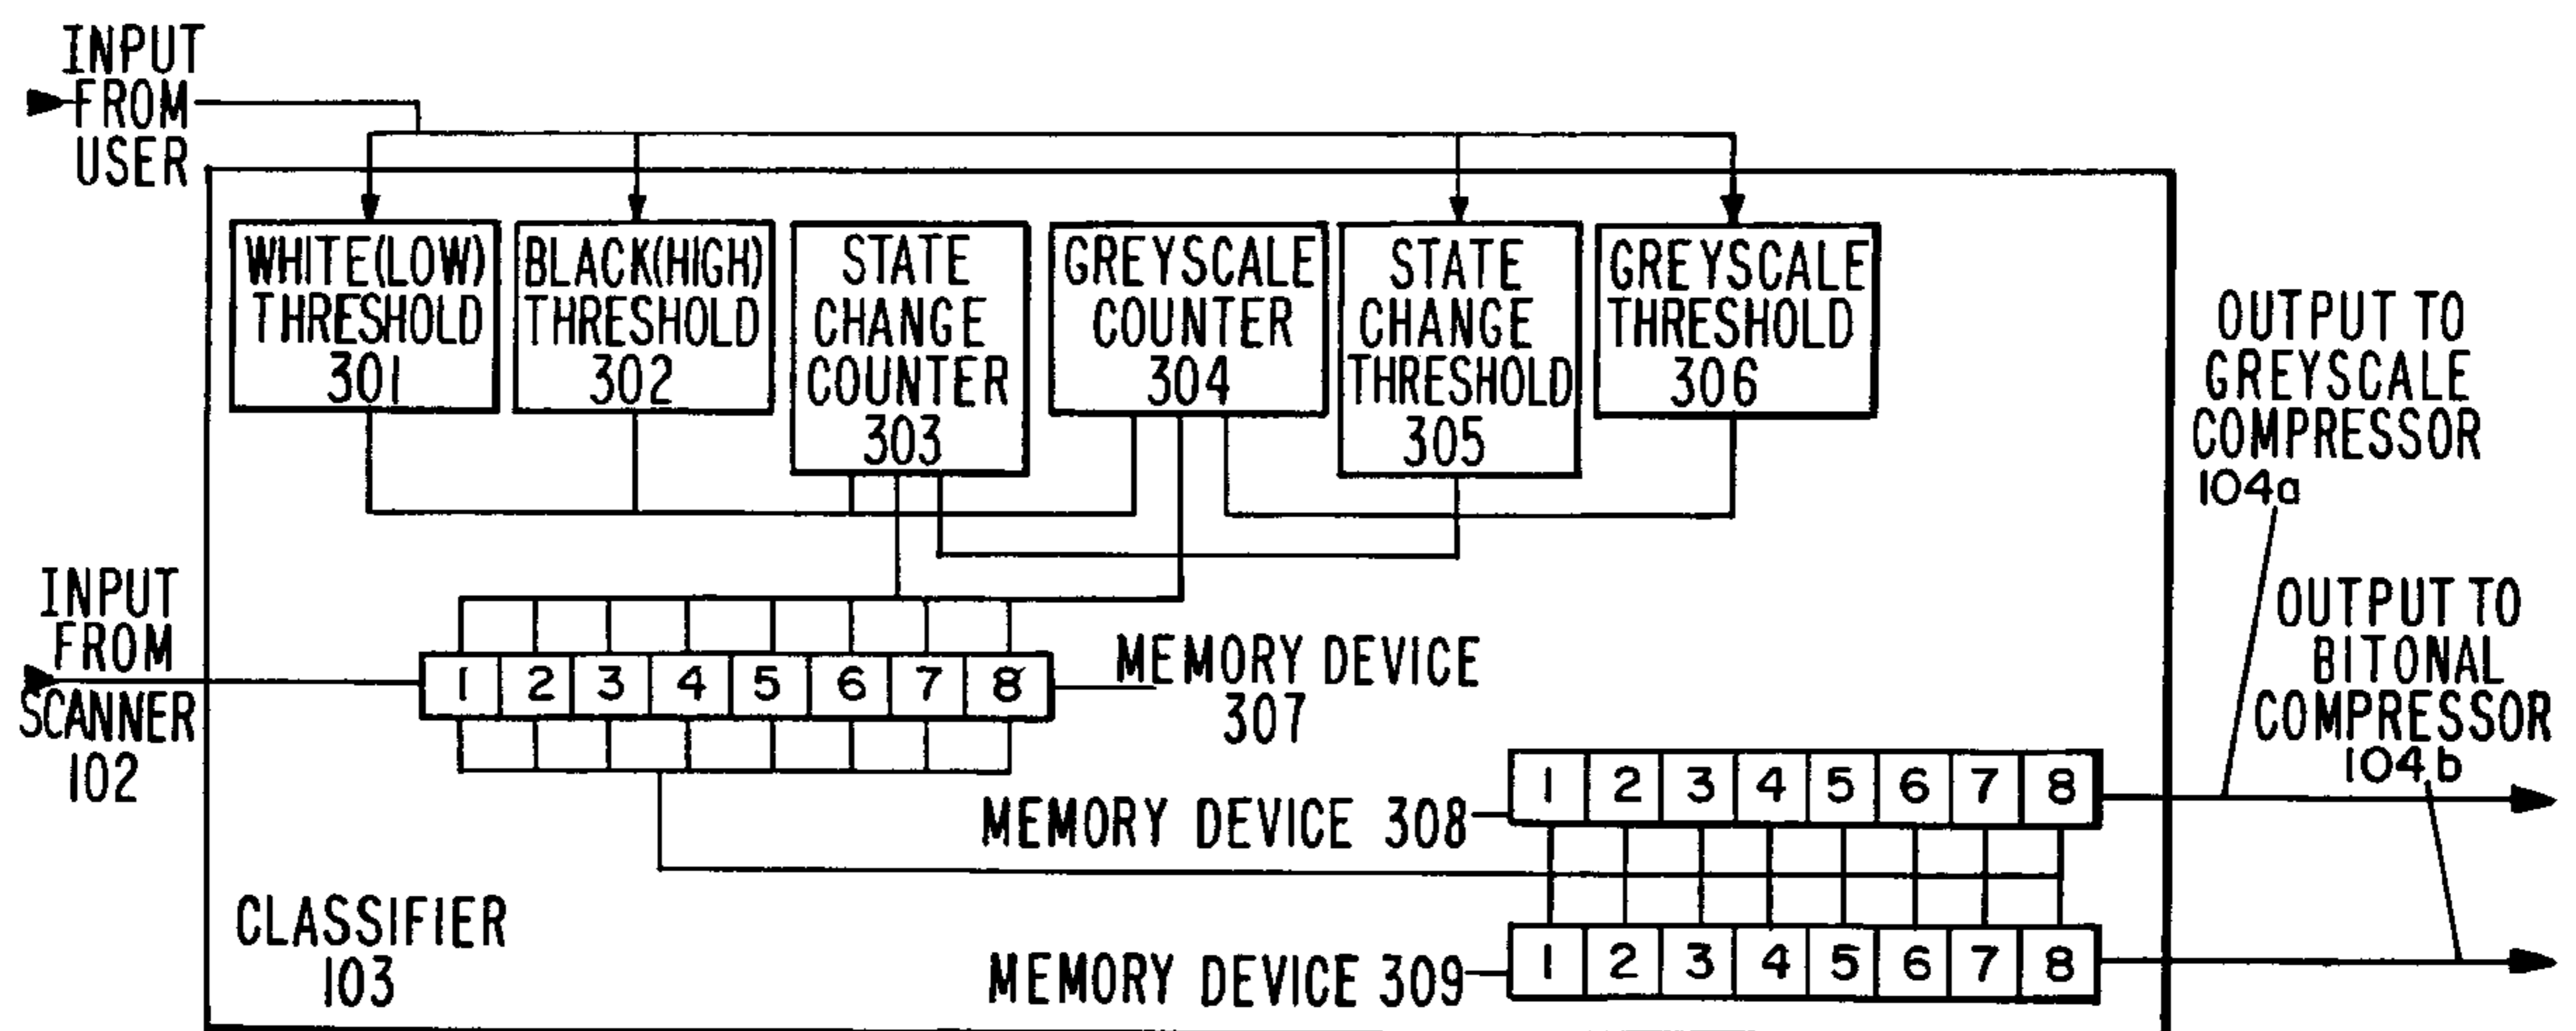 INPUT
FROM
USER
WHITE(LOW)
THRESHOLD
301
BLACK(HIGH)
THRESHOLD
302
STATE
CHANGE
COUNTER
303
GREYSCALE
COUNTER
304
STATE
CHANGE
THRESHOLD
305
GREYSCALE
THRESHOLD
306
OUTPUT TO
GREYSCALE
COMPRESSOR
104a
INPUT
FROM
SCANNER
102
1 2 3 4 5 6 7 8
MEMORY DEVICE
307
OUTPUT TO
BITONAL
COMPRESSOR
104b
MEMORY DEVICE 308
1 2 3 4 5 6 7 8
CLASSIFIER
103
MEMORY DEVICE 309
1 2 3 4 5 6 7 8